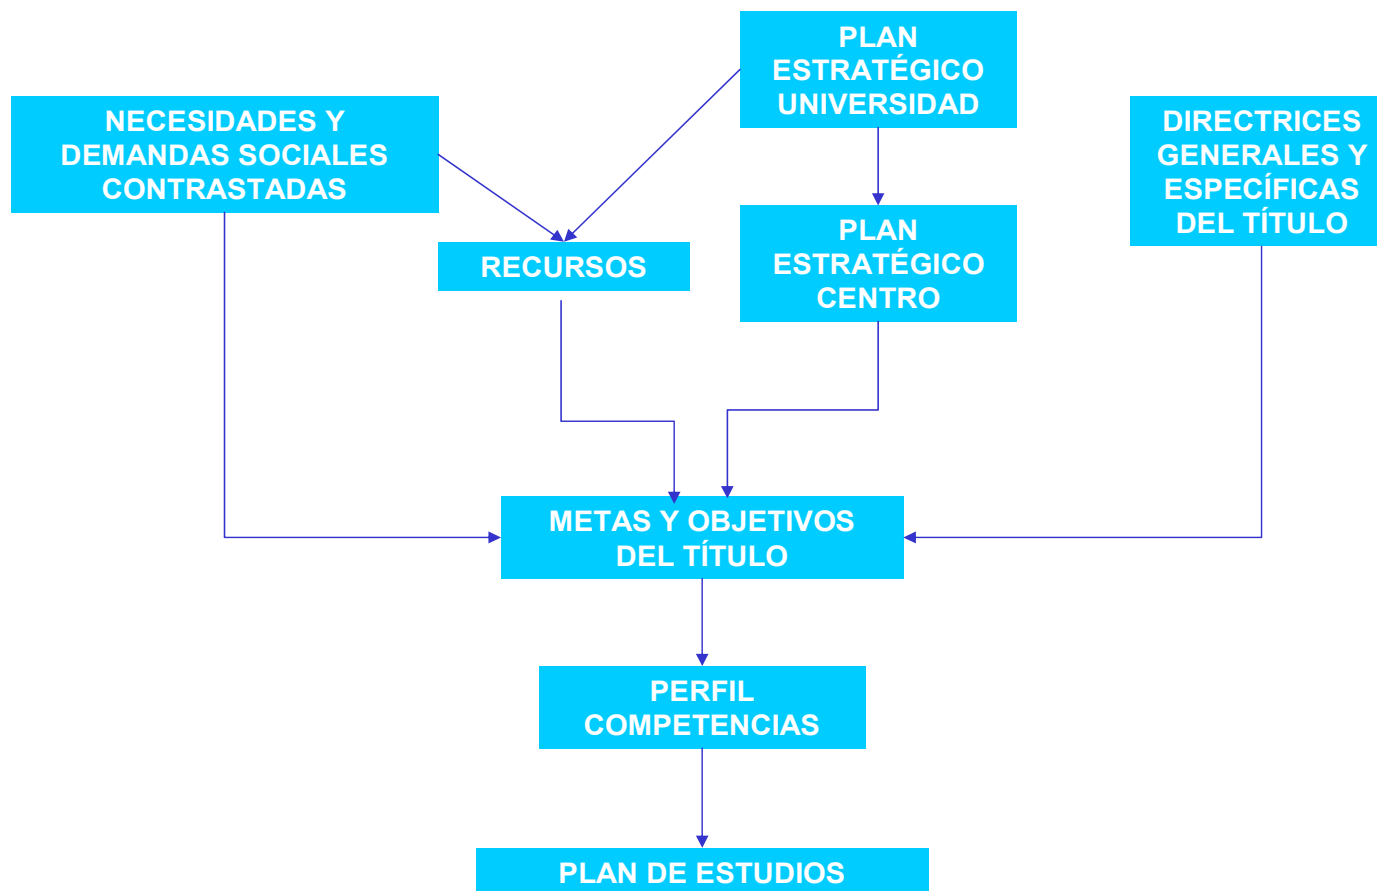 PLAN
ESTRATÉGICO
UNIVERSIDAD
NECESIDADES Y
DEMANDAS SOCIALES
CONTRASTADAS
DIRECTRICES
GENERALES Y
ESPECÍFICAS
DEL TÍTULO
PLAN
ESTRATÉGICO
CENTRO
RECURSOS
METAS Y OBJETIVOS
DEL TÍTULO
PERFIL
COMPETENCIAS
PLAN DE ESTUDIOS